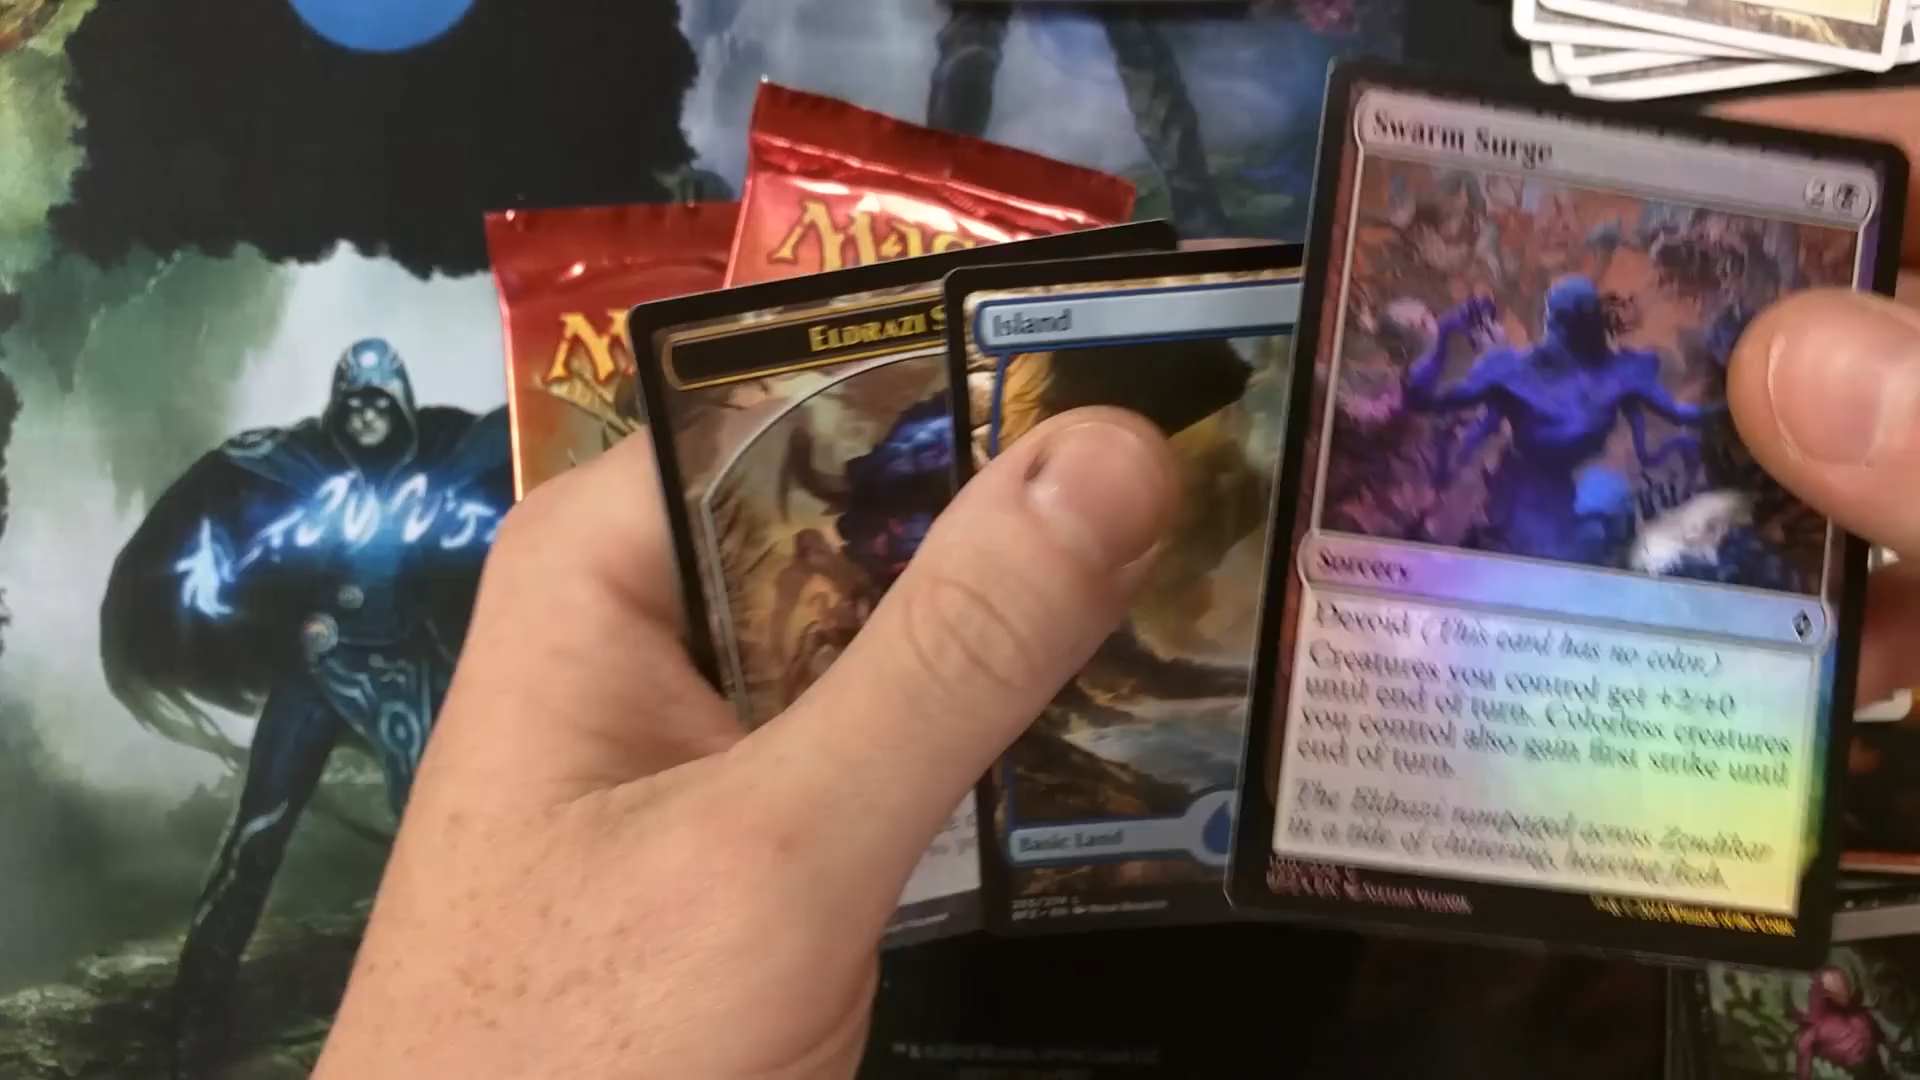 Swarm Surge
2
Island
ELDRAZI S
Sorcery
Devoid (This card has no color.)
Creatures you control get +2/+0
until end of turn. Colorless creatures
you control also gain first strike until
end of turn.
The Eldrazi rampaged across Zendikar
in a tide of chittering, heaving flesh.
Basic Land